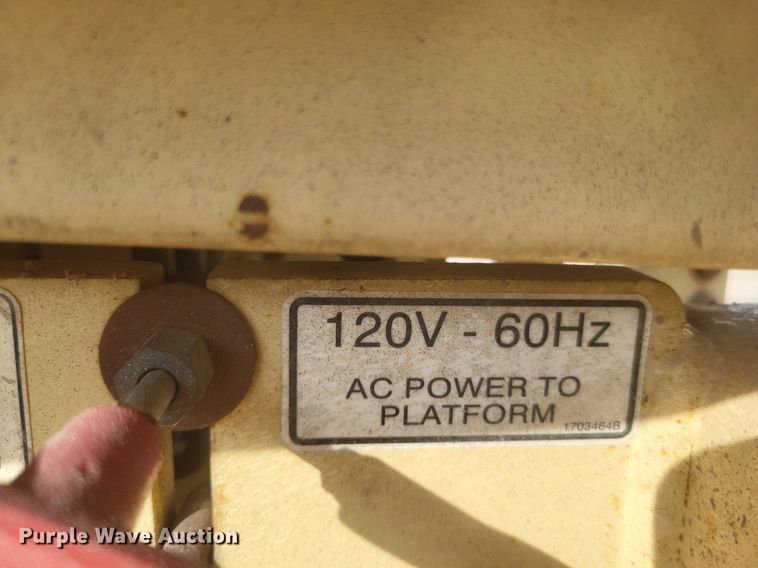 120V - 60Hz
AC POWER TO
PLATFORM
1703464B
Purple Wave Auction